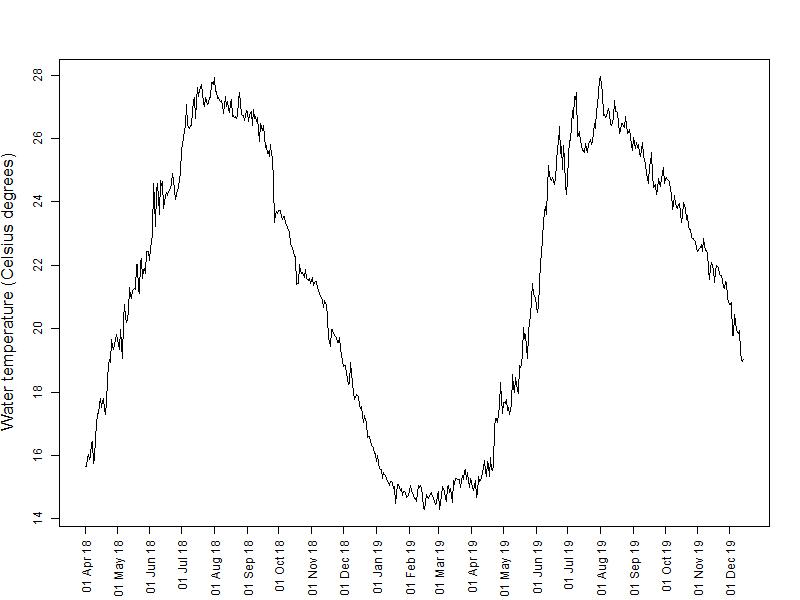 Water temperature (Celsius degrees)
28
26
24
22
20
18
16
14
01 Apr 18
01 May 18
01 Jun 18
01 Jul 18
01 Aug 18
01 Sep 18
01 Oct 18
01 Nov 18
01 Dec 18
01 Jan 19
01 Feb 19
01 Mar 19
01 Apr 19
01 May 19
01 Jun 19
01 Jul 19
01 Aug 19
01 Sep 19
01 Oct 19
01 Nov 19
01 Dec 19